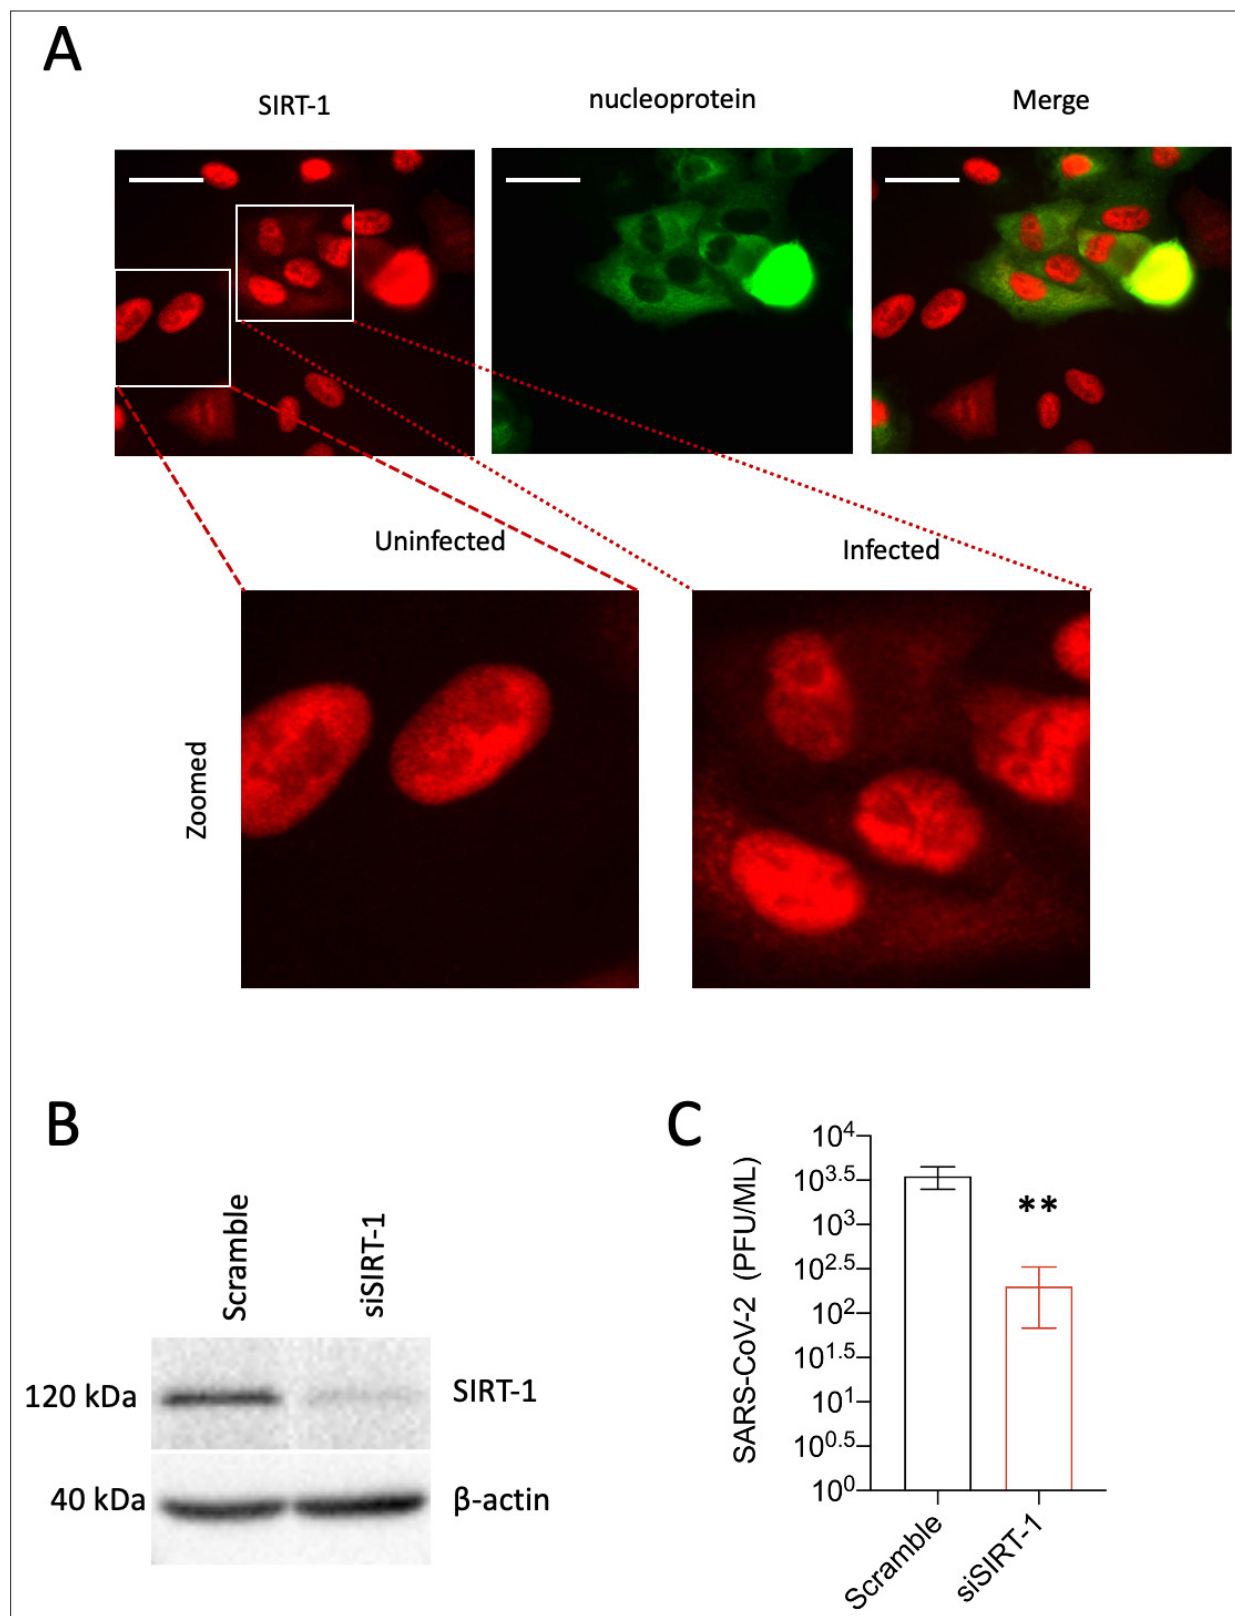 A
SIRT-1
nucleoprotein
Merge
Uninfected
Infected
Zoomed
B
Scramble
siSIRT-1
120 kDa
SIRT-1
40 kDa
β-actin
C
SARS-CoV-2 (PFU/ML)
10^4
10^3.5
10^3
10^2.5
10^2
10^1.5
10^1
10^0.5
10^0
**
Scramble
siSIRT-1